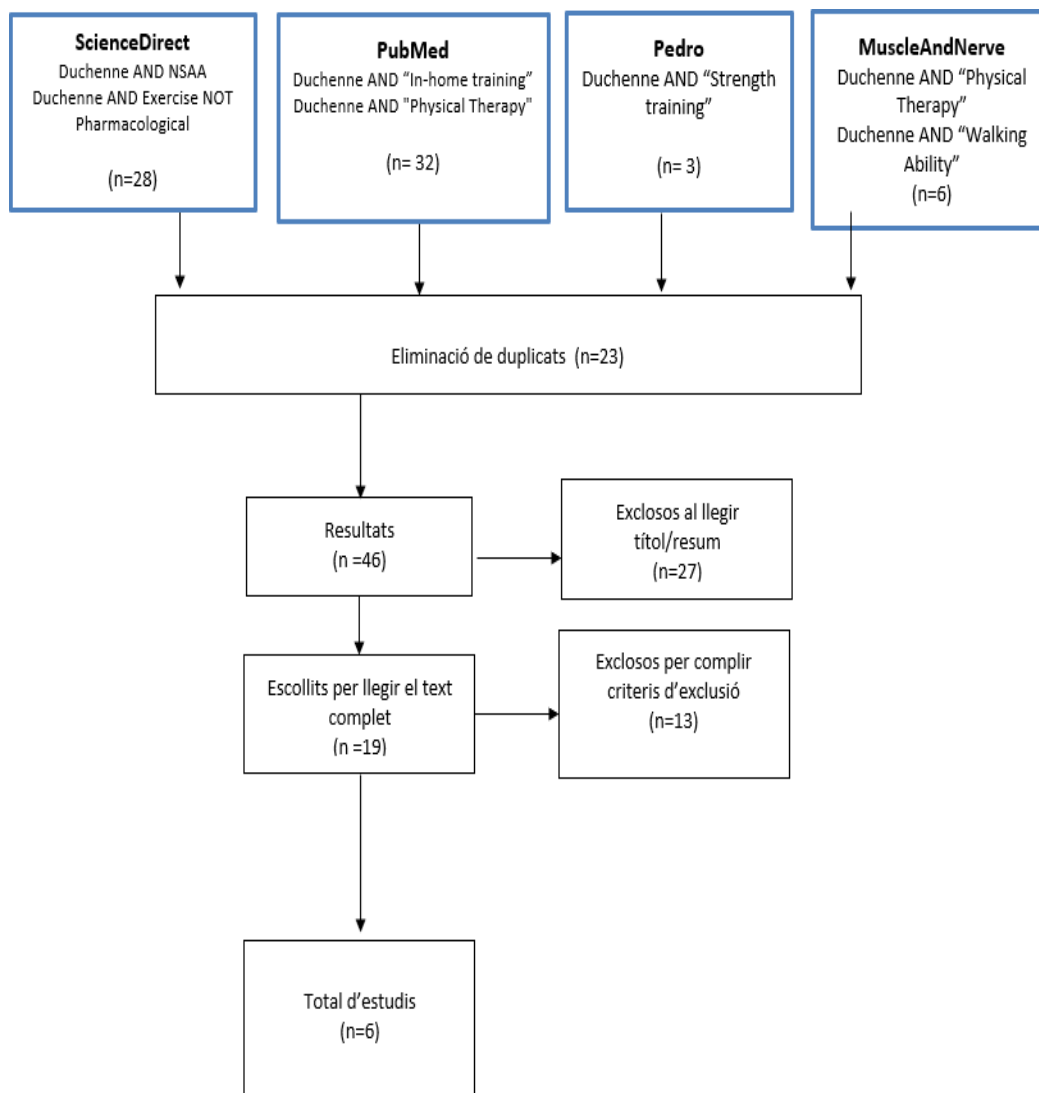 ScienceDirect
Duchenne AND NSAA
Duchenne AND Exercise NOT
Pharmacological
(n=28)
PubMed
Duchenne AND “In-home training”
Duchenne AND "Physical Therapy"
(n= 32)
Pedro
Duchenne AND “Strength
training”
(n= 3)
MuscleAndNerve
Duchenne AND “Physical
Therapy”
Duchenne AND “Walking
Ability”
(n=6)
Eliminació de duplicats (n=23)
Resultats
(n =46)
Exclosos al llegir
títol/resum
(n=27)
Escollits per llegir el text
complet
(n =19)
Exclosos per complir
criteris d’exclusió
(n=13)
Total d’estudis
(n=6)